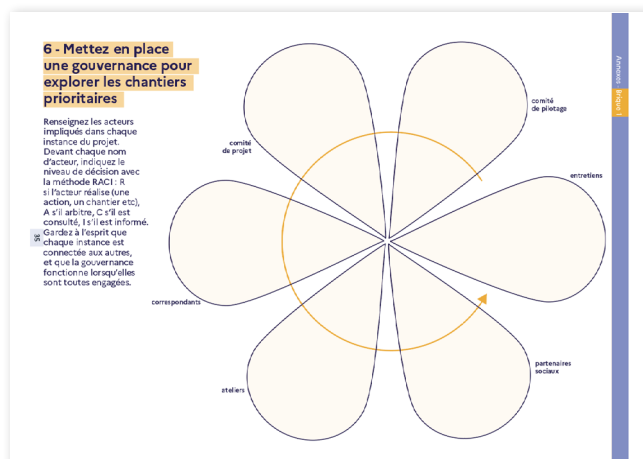 6 - Mettez en place
une gouvernance pour
explorer les chantiers
prioritaires
Renseignez les acteurs
impliqués dans chaque
instance du projet.
Devant chaque nom
d'acteur, indiquez le
niveau de décision avec
la méthode RACI : R
si l'acteur réalise (une
action, un chantier etc),
A s'il arbitre, C s'il est
consulté, I s'il est informé.
Gardez à l'esprit que
chaque instance est
connectée aux autres,
et que la gouvernance
fonctionne lorsqu'elles
sont toutes engagées.
35
comité
de projet
comité
de pilotage
entretiens
correspondants
ateliers
partenaires
sociaux
Annexes Brique 1